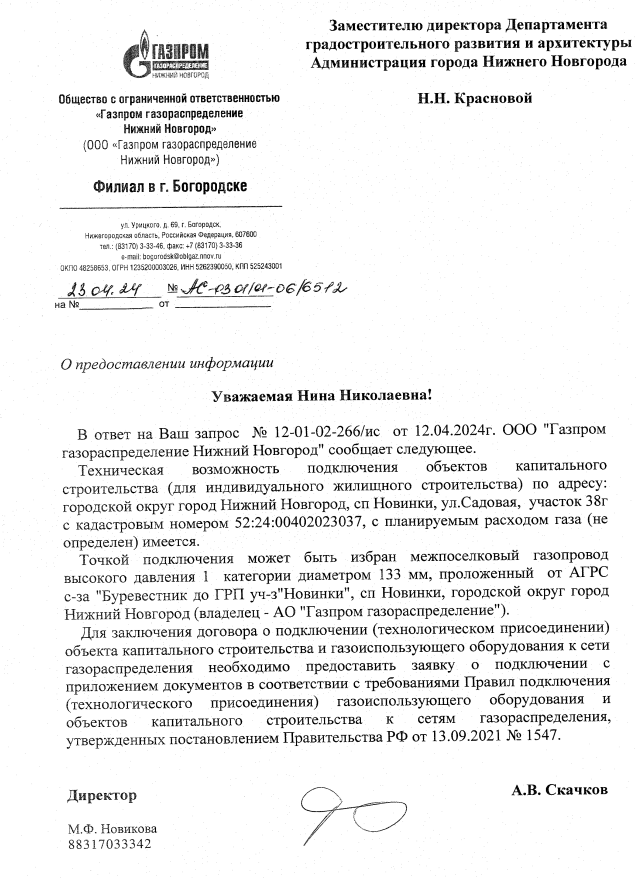 ГАЗПРОМ
ГАЗОРАСПРЕДЕЛЕНИЕ
НИЖНИЙ НОВГОРОД
Общество с ограниченной ответственностью
«Газпром газораспределение
Нижний Новгород»
(ООО «Газпром газораспределение
Нижний Новгород»)
Филиал в г. Богородске
ул. Урицкого, д. 69, г. Богородск,
Нижегородская область, Российская Федерация, 607600
тел.: (83170) 3-33-46, факс: +7 (83170) 3-33-36
e-mail: bogorodsk@oblgaz.nnov.ru
ОКПО 48258653, ОГРН 1235200003026, ИНН 5262390050, КПП 525243001
23.04.24 № АС-0301/01-06/6512
на № от
Заместителю директора Департамента
градостроительного развития и архитектуры
Администрация города Нижнего Новгорода
Н.Н. Красновой
О предоставлении информации
Уважаемая Нина Николаевна!
В ответ на Ваш запрос № 12-01-02-266/ис от 12.04.2024г. ООО "Газпром
газораспределение Нижний Новгород" сообщает следующее.
Техническая возможность подключения объектов капитального
строительства (для индивидуального жилищного строительства) по адресу:
городской округ город Нижний Новгород, сп Новинки, ул.Садовая, участок 38г
с кадастровым номером 52:24:00402023037, с планируемым расходом газа (не
определен) имеется.
Точкой подключения может быть избран межпоселковый газопровод
высокого давления 1 категории диаметром 133 мм, проложенный от АГРС
с-за "Буревестник до ГРП уч-з"Новинки", сп Новинки, городской округ город
Нижний Новгород (владелец - АО "Газпром газораспределение").
Для заключения договора о подключении (технологическом присоединении)
объекта капитального строительства и газоиспользующего оборудования к сети
газораспределения необходимо предоставить заявку о подключении с
приложением документов в соответствии с требованиями Правил подключения
(технологического присоединения) газоиспользующего оборудования и
объектов капитального строительства к сетям газораспределения,
утвержденных постановлением Правительства РФ от 13.09.2021 № 1547.
Директор
А.В. Скачков
М.Ф. Новикова
88317033342